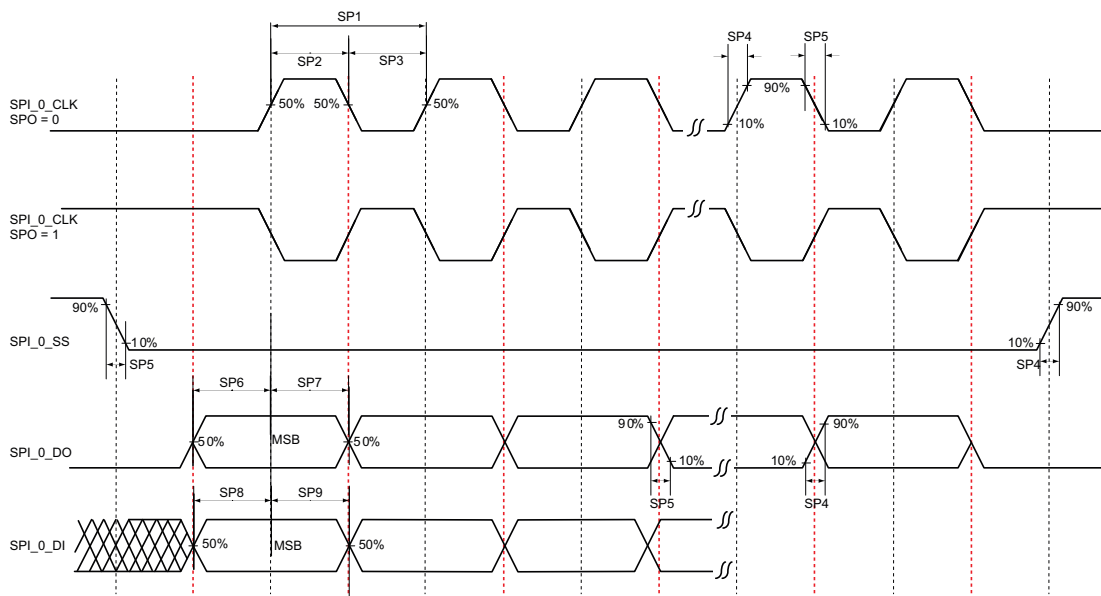 SP1
SP4
SP5
SP2
SP3
SPI_0_CLK
SPO = 0
50%
50%
50%
90%
10%
10%
SPI_0_CLK
SPO = 1
90%
90%
SPI_0_SS
10%
10%
SP5
SP4
SP6
SP7
90%
90%
50%
MSB
50%
SPI_0_DO
10%
10%
SP5
SP4
SP8
SP9
SPI_0_DI
50%
MSB
50%